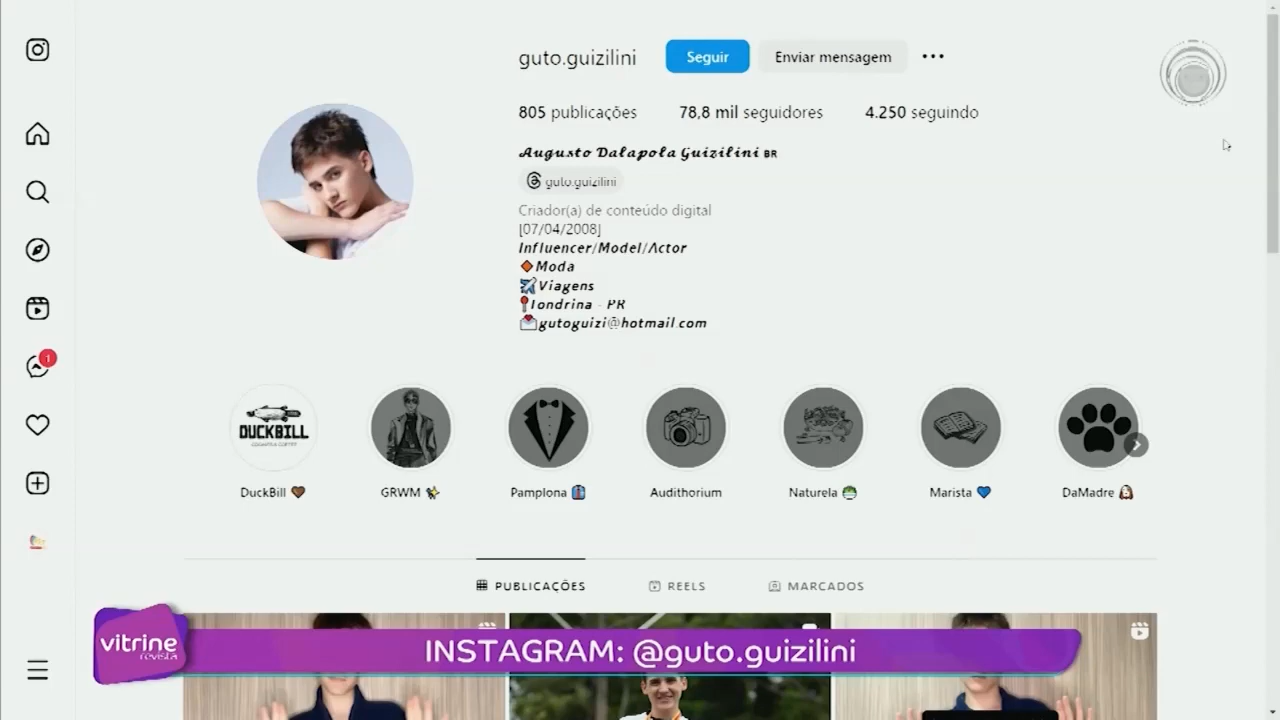 guto.guizilini Seguir Enviar mensagem
805 publicações 78,8 mil seguidores 4.250 seguindo
Augusto Dalapola Guizilini BR
guto.guizilini
Criador(a) de conteúdo digital
[07/04/2008]
Influencer/Model/Actor
Moda
Viagens
Londrina - PR
gutoguizi@hotmail.com
1
DUCKBILL
DuckBill GRWM Pamplona Audithorium Naturela Marista DaMadre
PUBLICAÇÕES REELS MARCADOS
vitrine
revista
INSTAGRAM: @guto.guizilini